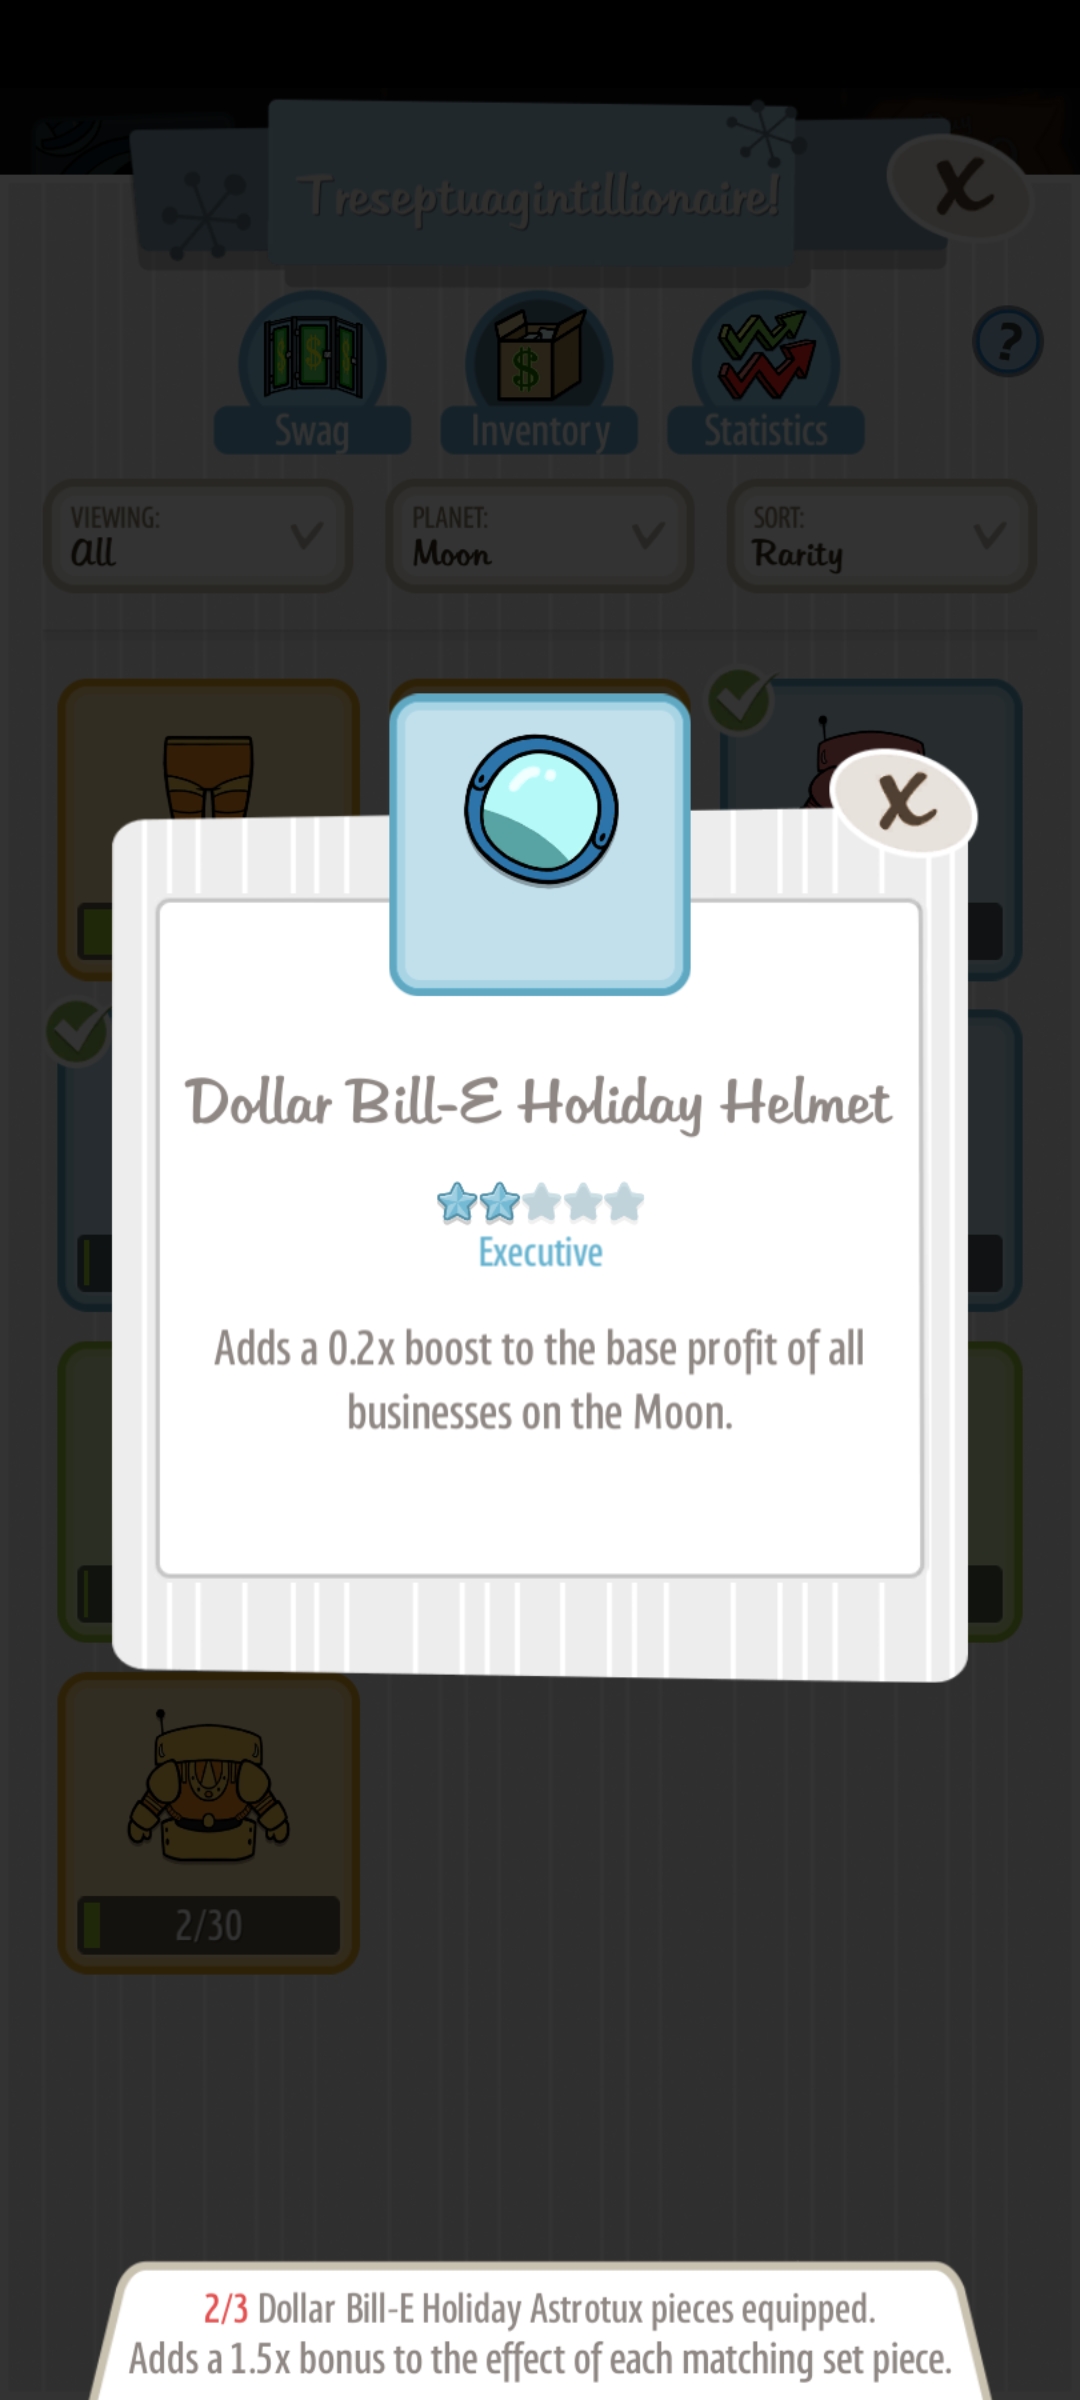 Treseptuagintillionaire!
X
?
Swag
Inventory
Statistics
VIEWING:
All
PLANET:
Moon
SORT:
Rarity
X
Dollar Bill-E Holiday Helmet
Executive
Adds a 0.2x boost to the base profit of all
businesses on the Moon.
2/30
2/3 Dollar Bill-E Holiday Astrotux pieces equipped.
Adds a 1.5x bonus to the effect of each matching set piece.